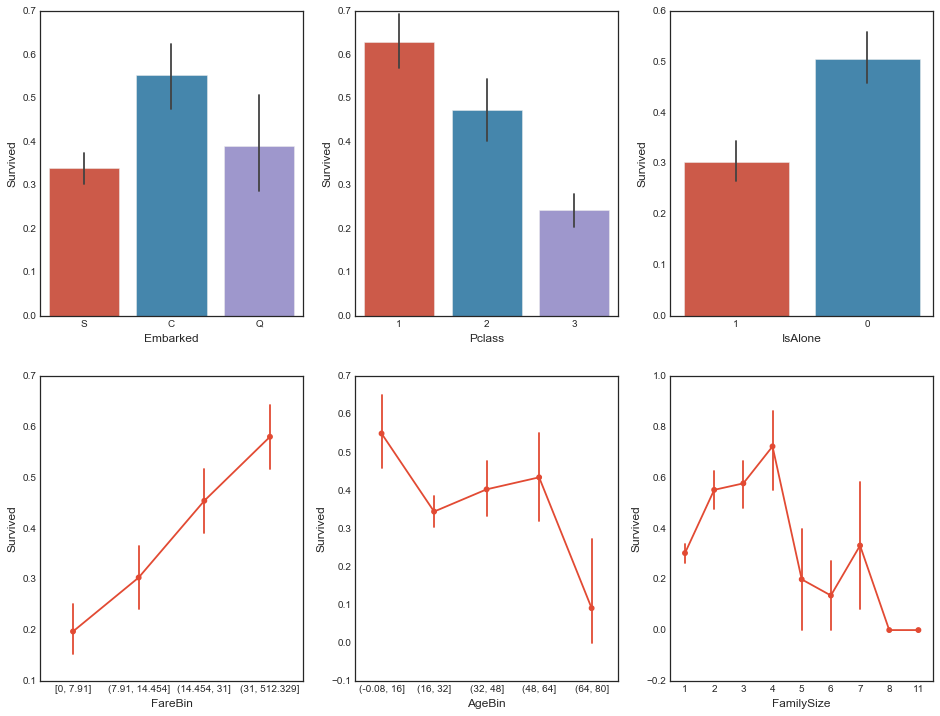 0.7
0.6
0.5
0.4
0.3
0.2
0.1
0.0
Survived
S C Q
Embarked
0.7
0.6
0.5
0.4
0.3
0.2
0.1
0.0
Survived
1 2 3
Pclass
0.6
0.5
0.4
0.3
0.2
0.1
0.0
Survived
1 0
IsAlone
0.7
0.6
0.5
0.4
0.3
0.2
0.1
Survived
[0, 7.91] (7.91, 14.454] (14.454, 31] (31, 512.329]
FareBin
0.7
0.6
0.5
0.4
0.3
0.2
0.1
0.0
−0.1
Survived
(-0.08, 16] (16, 32] (32, 48] (48, 64] (64, 80]
AgeBin
1.0
0.8
0.6
0.4
0.2
0.0
−0.2
Survived
1 2 3 4 5 6 7 8 11
FamilySize